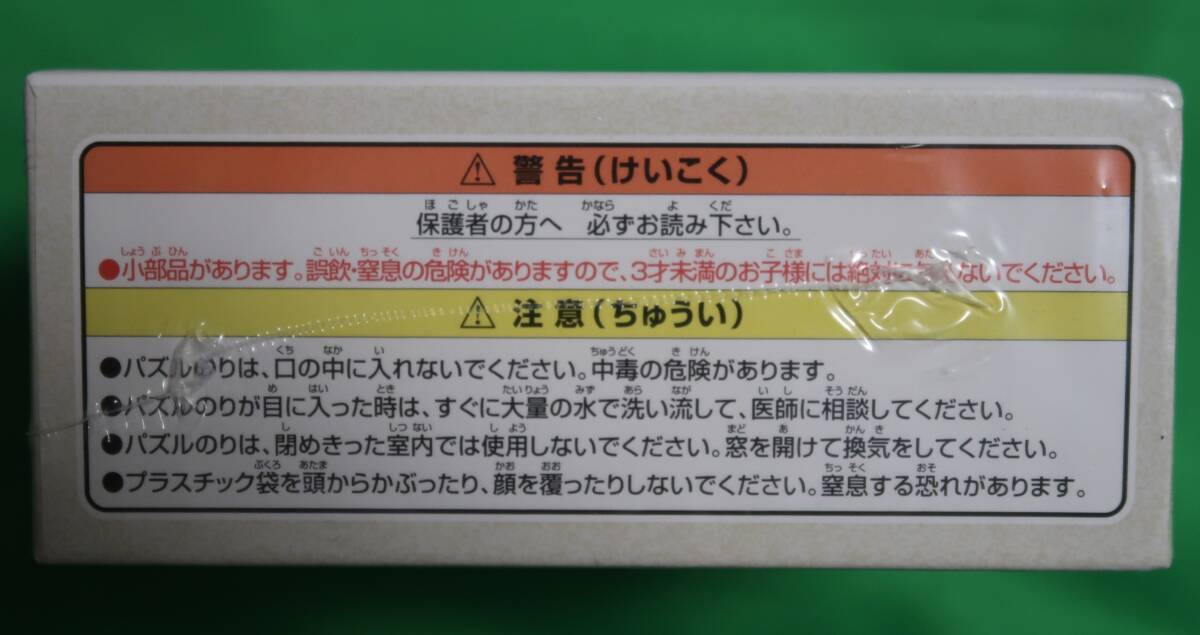 ⚠ 警告(けいこく)
保護者の方へ 必ずお読み下さい。
●小部品があります。誤飲・窒息の危険がありますので、3才未満のお子様には絶対にないでください。
⚠ 注意(ちゅうい)
●パズルのりは、口の中に入れないでください。中毒の危険があります。
●パズルのりが目に入った時は、すぐに大量の水で洗い流して、医師に相談してください。
●パズルのりは、閉めきった室内では使用しないでください。窓を開けて換気をしてください。
●プラスチック袋を頭からかぶったり、顔を覆ったりしないでください。窒息する恐れがあります。